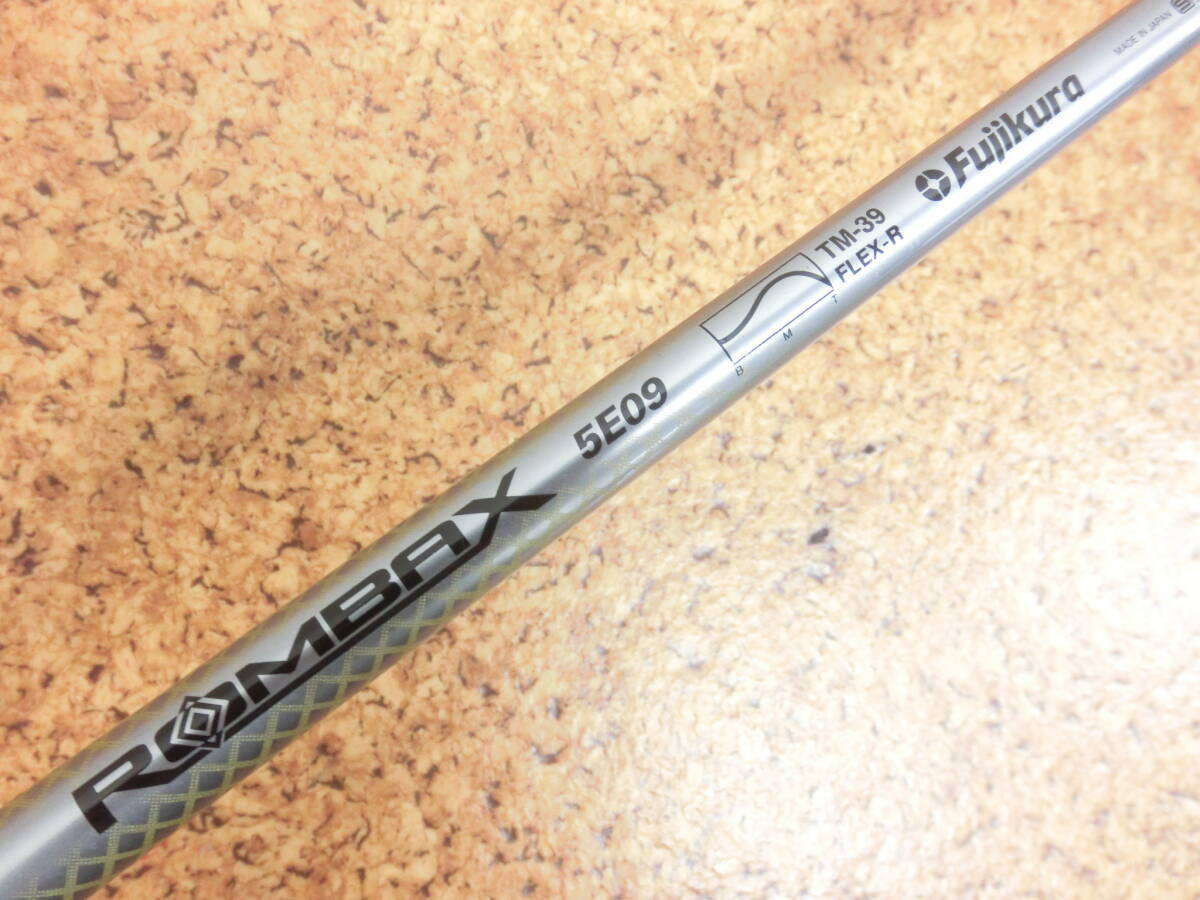 ROMBAX
5E09
B M T
TM-39
FLEX-R
Fujikura
MADE IN JAPAN